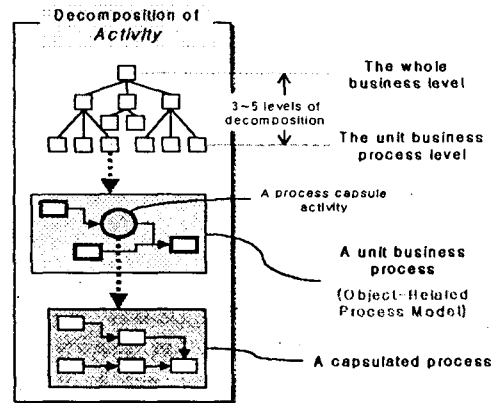 Decomposition of
Activity
The whole
business level
3~5 levels of
decomposition
The unit business
process level
A process capsule
activity
A unit business
process
(Object-Related
Process Model)
A capsulated process